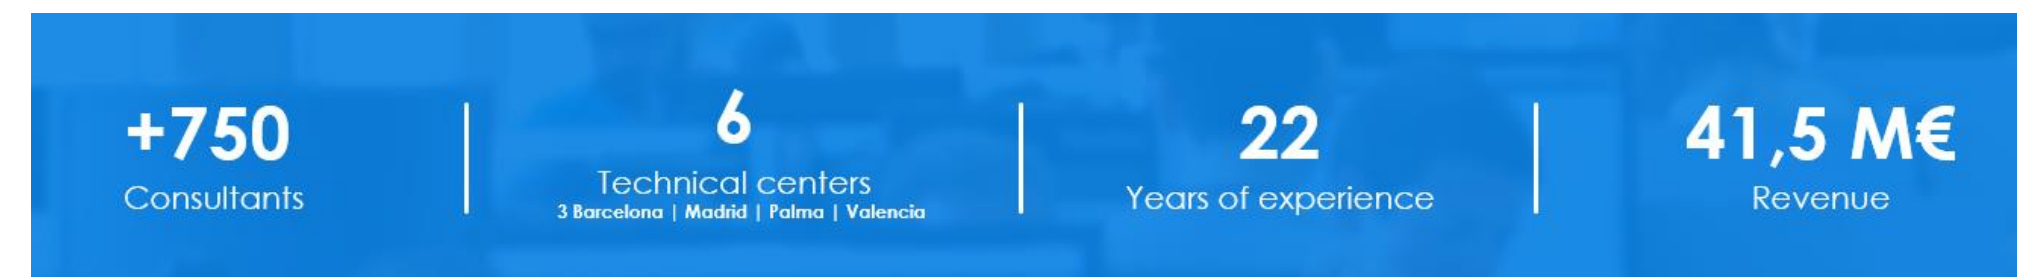 +750
Consultants
6
Technical centers
3 Barcelona | Madrid | Palma | Valencia
22
Years of experience
41,5 M€
Revenue